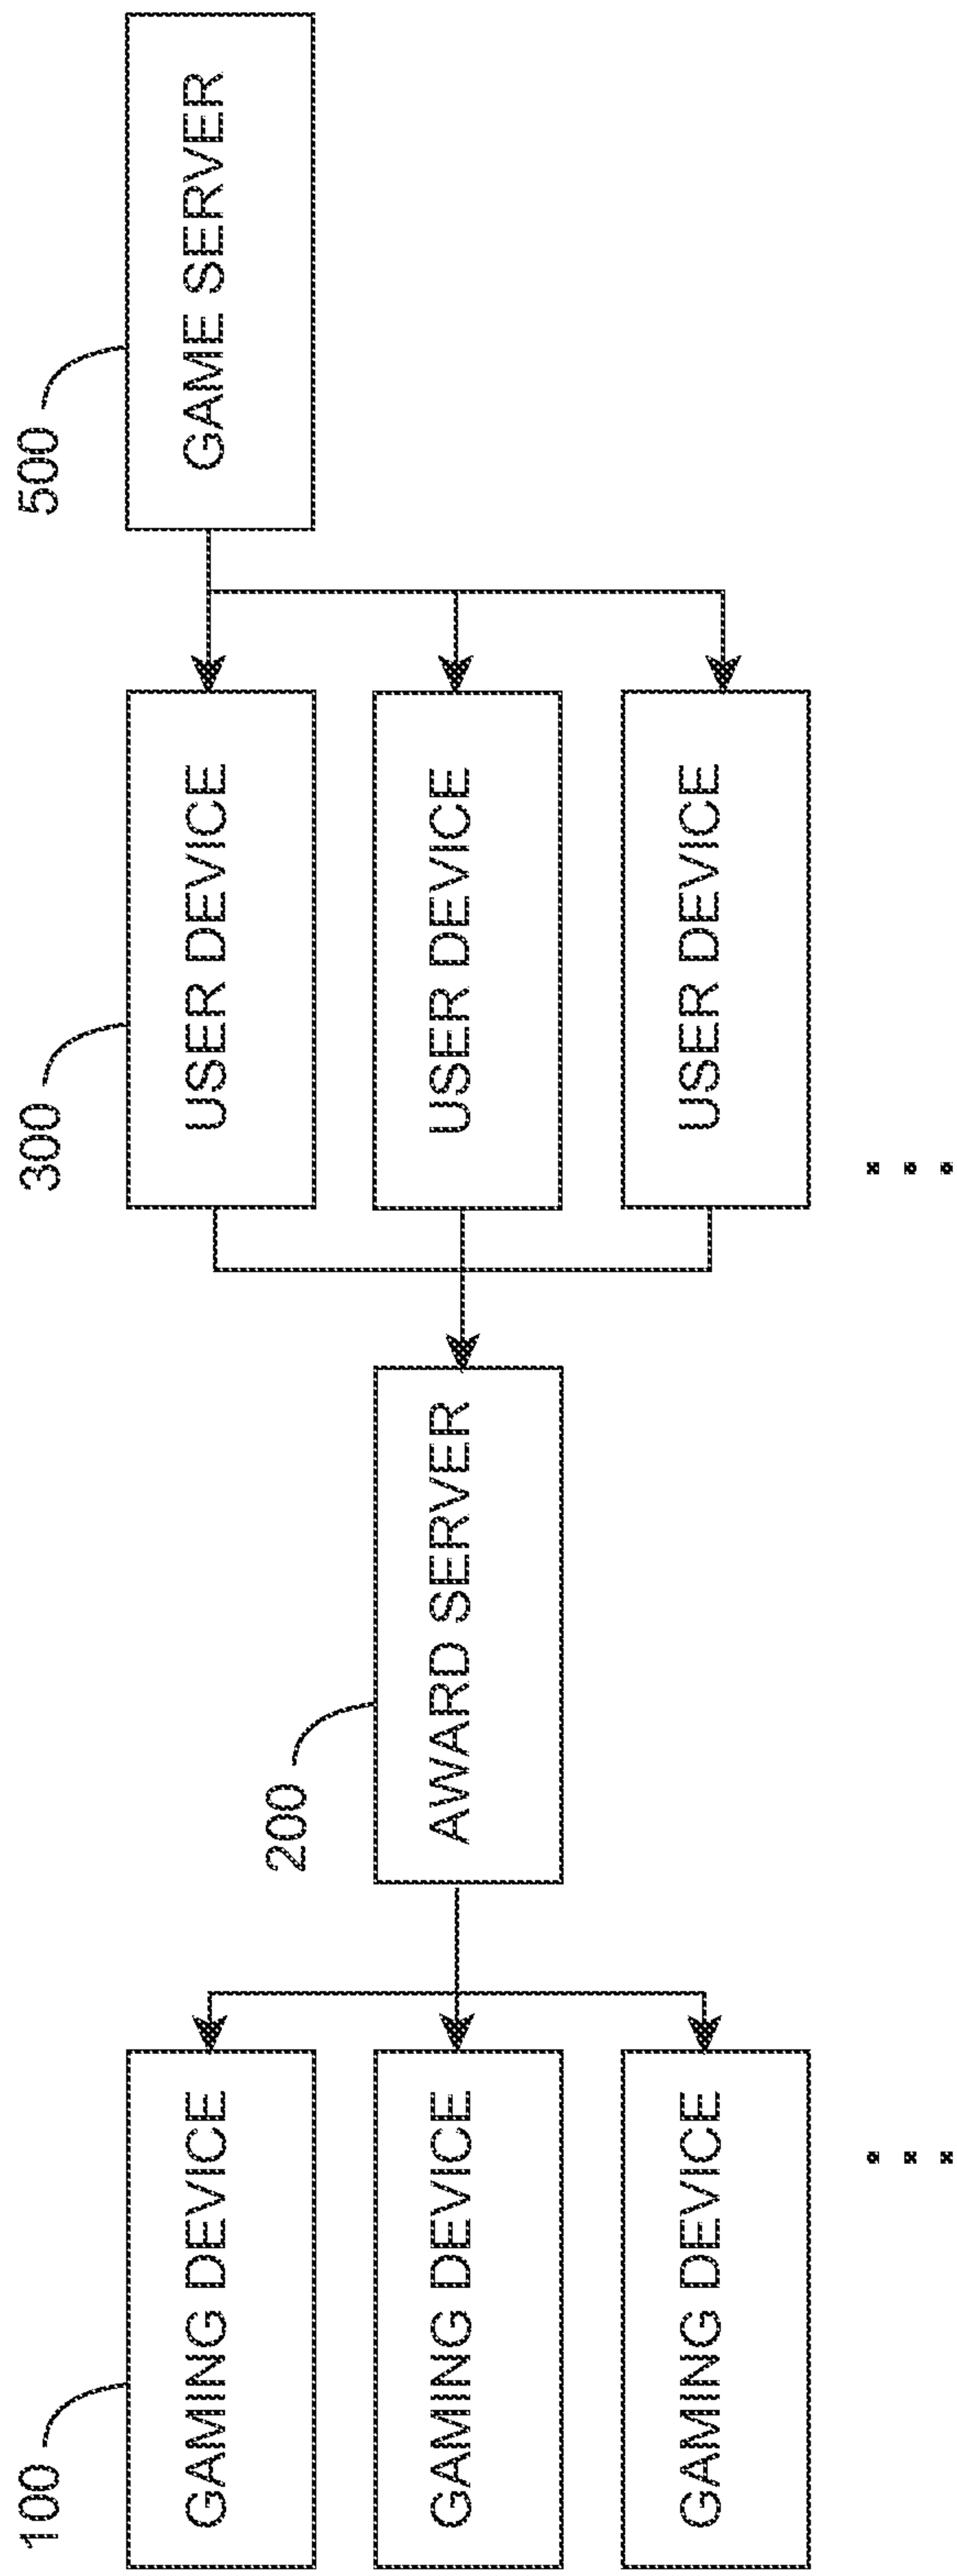 100
GAMING DEVICE
GAMING DEVICE
GAMING DEVICE
200
AWARD SERVER
300
USER DEVICE
USER DEVICE
USER DEVICE
500
GAME SERVER